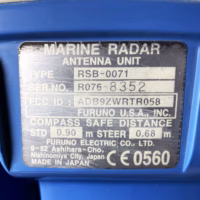 MARINE RADAR
ANTENNA UNIT
TYPE RSB-0071
SER.NO. R076-8352
FCC ID: ADB9ZWRTR058
FURUNO U.S.A., INC.
COMPASS SAFE DISTANCE
STD 0.90 m STEER 0.68 m
FURUNO ELECTRIC CO., LTD.
9-52 Ashihara-Cho,
Nishinomiya City, Japan
MADE IN JAPAN
CE 0560